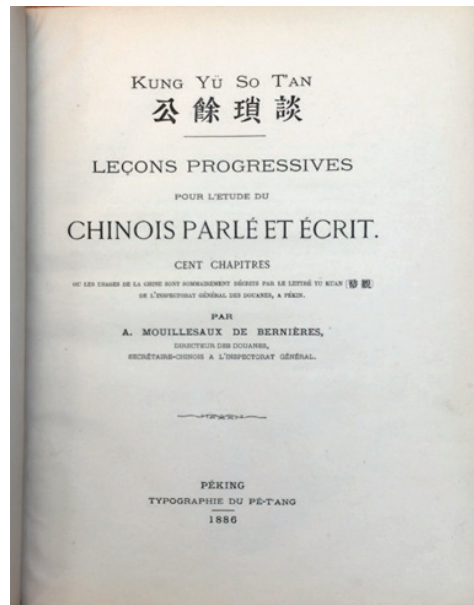 KUNG YÜ SO T'AN
公餘瑣談
LEÇONS PROGRESSIVES
POUR L'ETUDE DU
CHINOIS PARLÉ ET ÉCRIT.
CENT CHAPITRES
OU LES USAGES DE LA CHINE SONT SOMMAIREMENT DÉCRITS PAR LE LETTRÉ YU KUAN
DE L'INSPECTORAT GÉNÉRAL DES DOUANES, A PÉKIN.
PAR
A. MOUILLESAUX DE BERNIÈRES,
DIRECTEUR DES DOUANES,
SECRÉTAIRE-CHINOIS A L'INSPECTORAT GÉNÉRAL.
PÉKING
TYPOGRAPHIE DU PÉ-T'ANG
1886